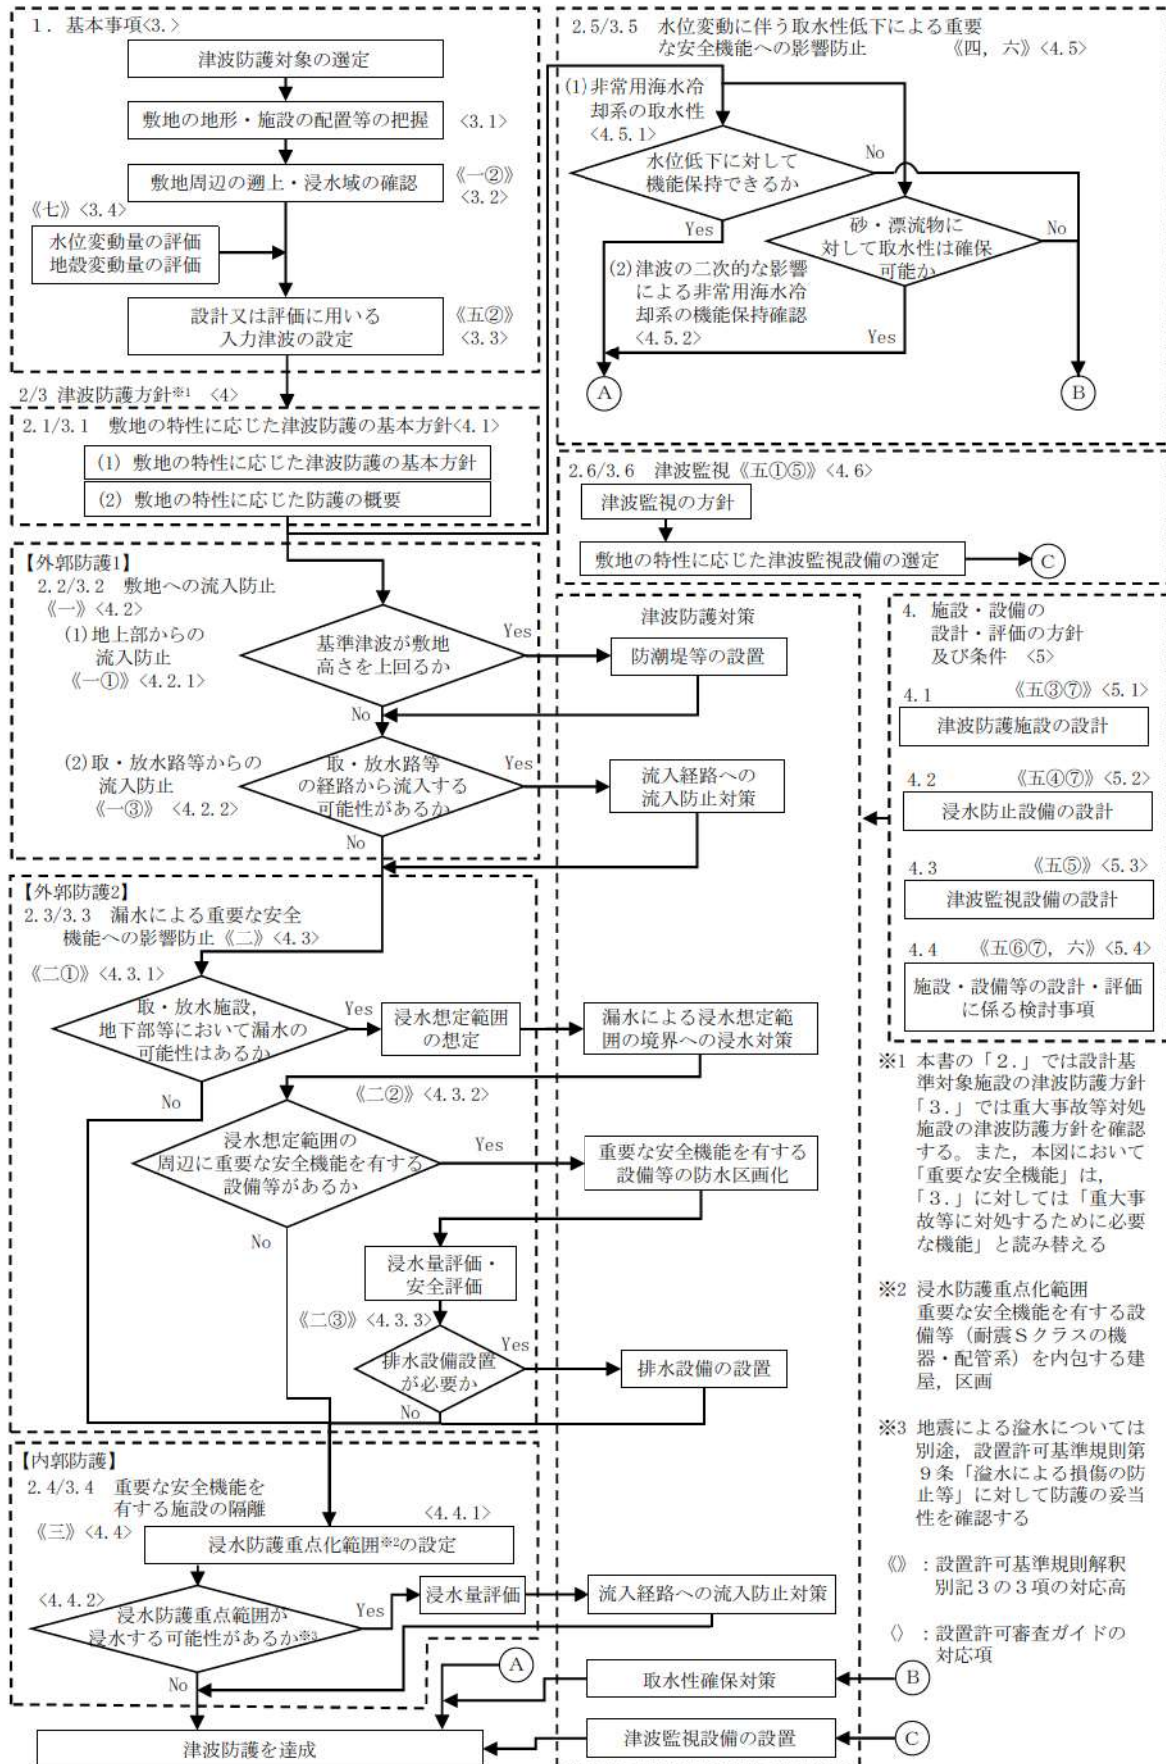 1. 基本事項<3.>
津波防護対象の選定
敷地の地形・施設の配置等の把握
<3.1>
敷地周辺の遡上・浸水域の確認
《一②》
<3.2>
《七》<3.4>
水位変動量の評価
地殻変動量の評価
設計又は評価に用いる
入力津波の設定
《五②》
<3.3>
2/3 津波防護方針※1 <4>
2.1/3.1 敷地の特性に応じた津波防護の基本方針<4.1>
(1) 敷地の特性に応じた津波防護の基本方針
(2) 敷地の特性に応じた防護の概要
2.5/3.5 水位変動に伴う取水性低下による重要
な安全機能への影響防止 《四, 六》<4.5>
(1)非常用海水冷
却系の取水性
<4.5.1>
水位低下に対して
機能保持できるか
No
Yes
砂・漂流物に
対して取水性は確保
可能か
No
(2)津波の二次的な影響
による非常用海水冷
却系の機能保持確認
<4.5.2>
Yes
A
B
2.6/3.6 津波監視《五①⑤》<4.6>
津波監視の方針
敷地の特性に応じた津波監視設備の選定
C
【外郭防護1】
2.2/3.2 敷地への流入防止
《一》<4.2>
(1)地上部からの
流入防止
《一①》<4.2.1>
基準津波が敷地
高さを上回るか
Yes
No
津波防護対策
防潮堤等の設置
(2)取・放水路等からの
流入防止
《一③》 <4.2.2>
取・放水路等
の経路から流入する
可能性があるか
Yes
No
流入経路への
流入防止対策
4. 施設・設備の
設計・評価の方針
及び条件 <5>
4.1 《五③⑦》<5.1>
津波防護施設の設計
4.2 《五④⑦》<5.2>
浸水防止設備の設計
4.3 《五⑤》<5.3>
津波監視設備の設計
4.4 《五⑥⑦, 六》<5.4>
施設・設備等の設計・評価
に係る検討事項
【外郭防護2】
2.3/3.3 漏水による重要な安全
機能への影響防止《二》<4.3>
《二①》<4.3.1>
取・放水施設,
地下部等において漏水の
可能性はあるか
Yes
No
浸水想定範囲
の想定
漏水による浸水想定範
囲の境界への浸水対策
《二②》<4.3.2>
浸水想定範囲の
周辺に重要な安全機能を有する
設備等があるか
Yes
No
重要な安全機能を有する
設備等の防水区画化
浸水量評価・
安全評価
《二③》<4.3.3>
排水設備設置
が必要か
Yes
No
排水設備の設置
【内郭防護】
2.4/3.4 重要な安全機能を
有する施設の隔離
《三》<4.4>
<4.4.1>
浸水防護重点化範囲※2の設定
<4.4.2>
浸水防護重点範囲が
浸水する可能性があるか※3
Yes
No
浸水量評価
流入経路への流入防止対策
A
取水性確保対策
B
津波防護を達成
津波監視設備の設置
C
※1 本書の「2.」では設計基
準対象施設の津波防護方針
「3.」では重大事故等対処
施設の津波防護方針を確認
する。また, 本図において
「重要な安全機能」は,
「3.」に対しては「重大事
故等に対処するために必要
な機能」と読み替える
※2 浸水防護重点化範囲
重要な安全機能を有する設
備等（耐震Sクラスの機
器・配管系）を内包する建
屋, 区画
※3 地震による溢水については
別途, 設置許可基準規則第
9条「溢水による損傷の防
止等」に対して防護の妥当
性を確認する
《》：設置許可基準規則解釈
別記3の3項の対応高
〈〉：設置許可審査ガイドの
対応項